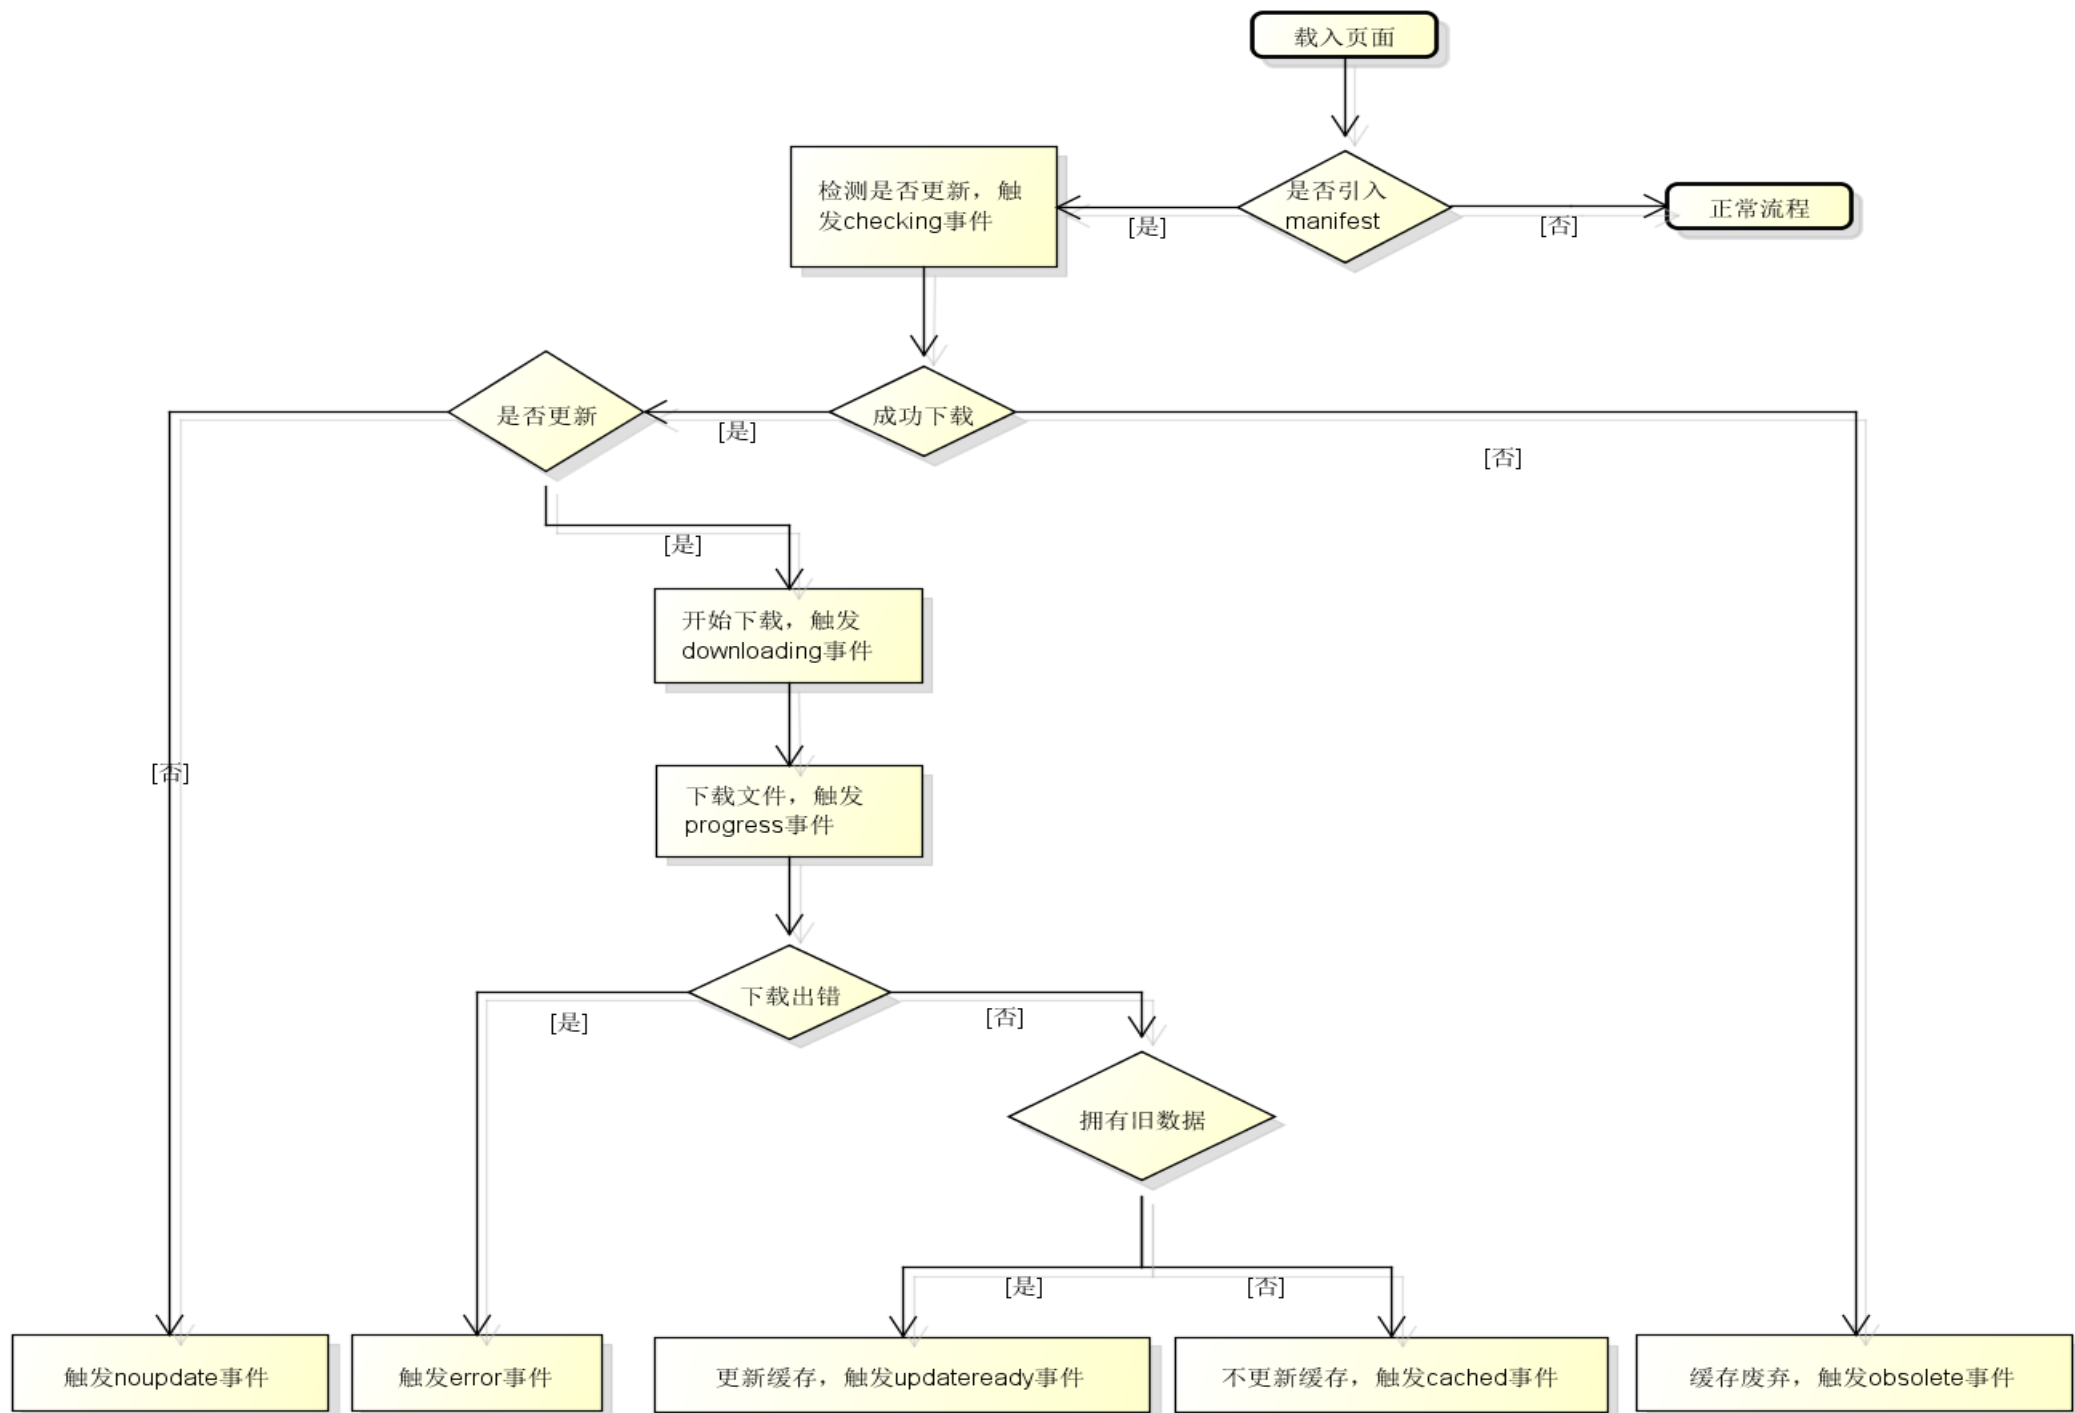 载入页面
检测是否更新，触
发checking事件
[是]
是否引入
manifest
[否]
正常流程
是否更新
[是]
成功下载
[否]
[是]
开始下载，触发
downloading事件
[否]
下载文件，触发
progress事件
下载出错
[是]
[否]
拥有旧数据
[是]
[否]
触发noupdate事件
触发error事件
更新缓存，触发updateready事件
不更新缓存，触发cached事件
缓存废弃，触发obsolete事件